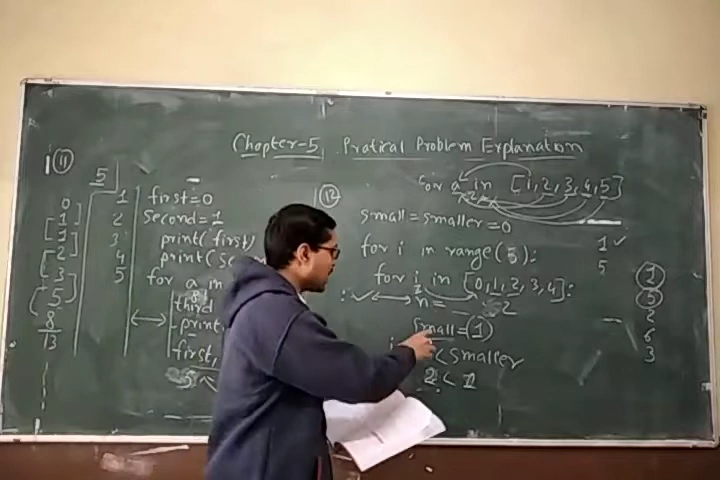 Chapter-5 Pratical Problem Explanation
11
5
0
[1]
[1]
[2
3
[5]
8
13
1
2
3
4
5
first=0
Second=1
print(first)
print(
for a in
third
print
first,
12
for a in [1,2,3,4,5]
small=smaller=0
for i in range(5):
for i in [0,1,2,3,4]:
n = 2
Small=(1)
<Smaller
2<1
1 ✓
5
1
5
2
6
3